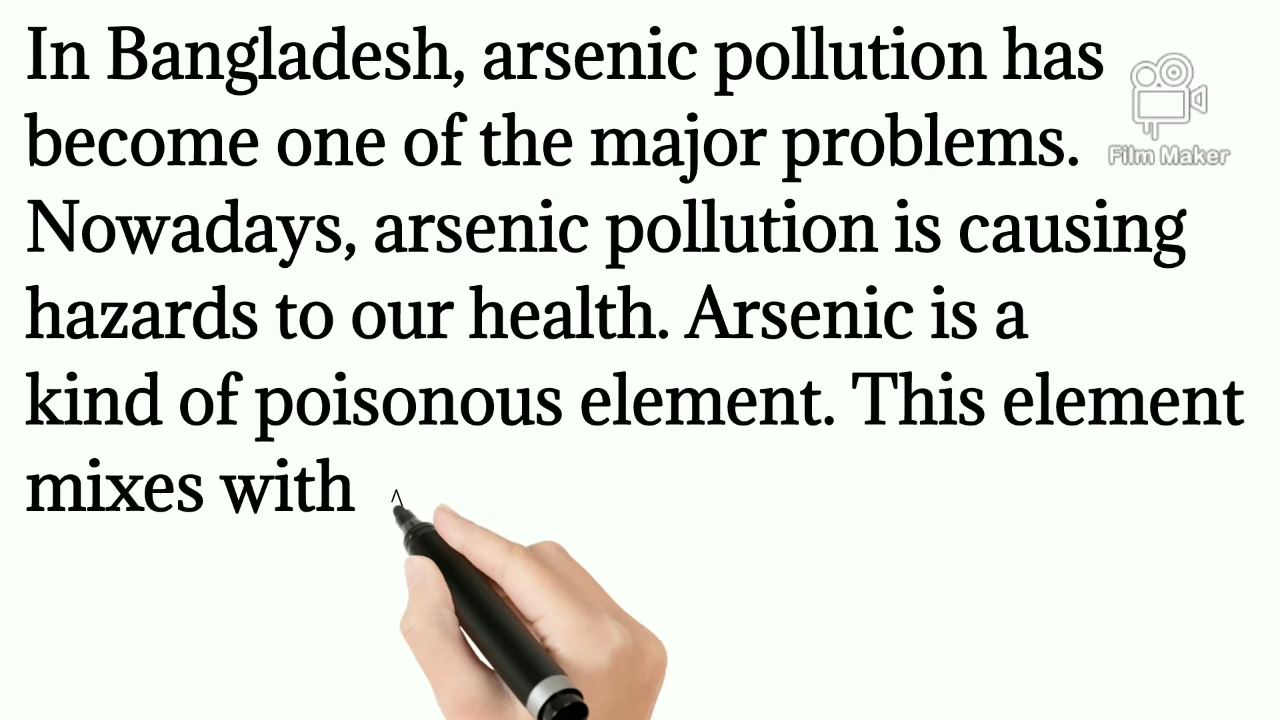 In Bangladesh, arsenic pollution has
become one of the major problems.
Nowadays, arsenic pollution is causing
hazards to our health. Arsenic is a
kind of poisonous element. This element
mixes with
Film Maker